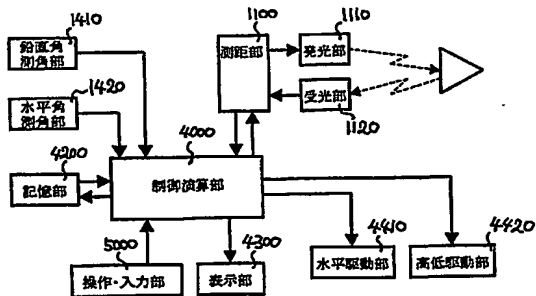 1410
鉛直角
測角部
1420
水平角
測角部
1100
測距部
1110
発光部
受光部
1120
4000
制御演算部
4200
記憶部
5000
操作・入力部
4300
表示部
4410
水平駆動部
4420
高低駆動部